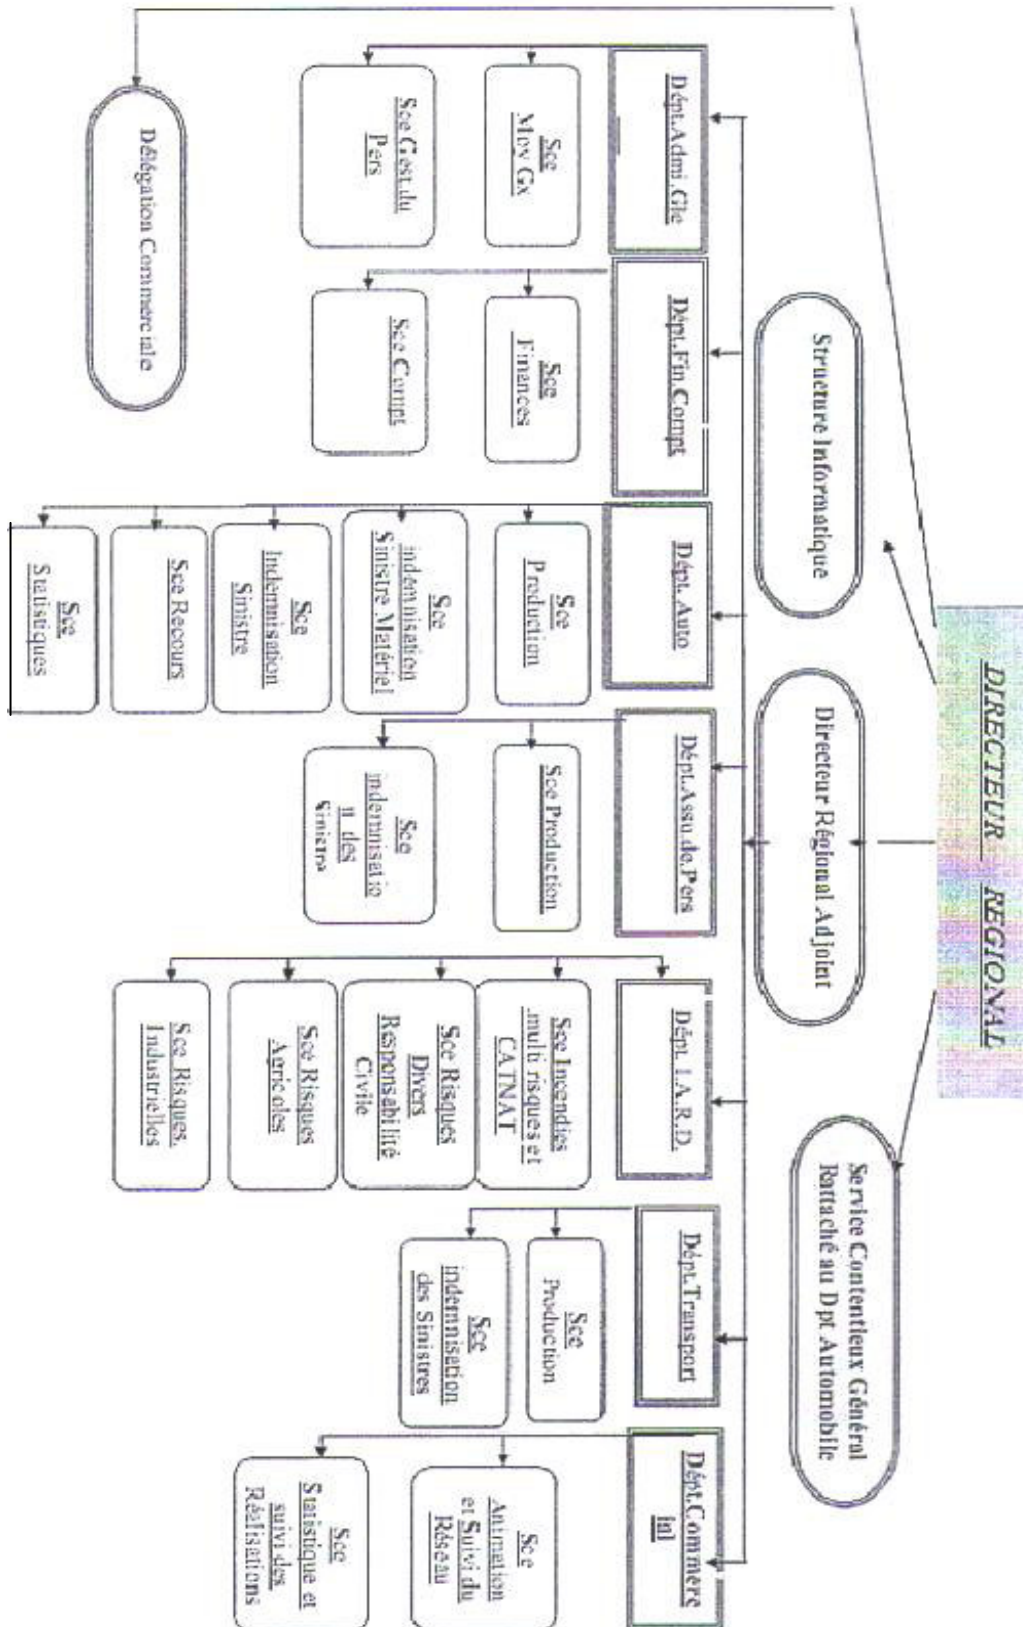 DIRECTEUR REGIONAL
Structure Informatique
Directeur Régional Adjoint
Service Contentieux Général
Rattaché au Dpt Automobile
Délégation Commerciale
Dépt.Admi.Gle
Sce
Moy Gx
Sce Gest.du
Pers
Dépt.Fin.Compt
Sce
Finances
Sce Compt
Dépt. Auto
Sce
Production
Sce
indemnisation
Sinistre Matériel
Sce
Indemnisation
Sinistre
Sce Recours
Sce
Statistiques
Dépt.Assu.de.Pers
Sce Production
Sce
indemnisatio
n des
Sinistre
Dépt. I.A.R.D.
Sce Incendies
.multi risques et
CATNAT
Sce Risques
Divers
Responsabilité
Civile
Sce Risques
Agricoles
Sce Risques.
Industrielles
Dépt.Transport
Sce
Production
Sce
indemnisation
des Sinistres
Dépt.Commerc
ial
Sce
Animation
et Suivi du
Réseau
Sce
Statistique et
suivi des
Réalisations